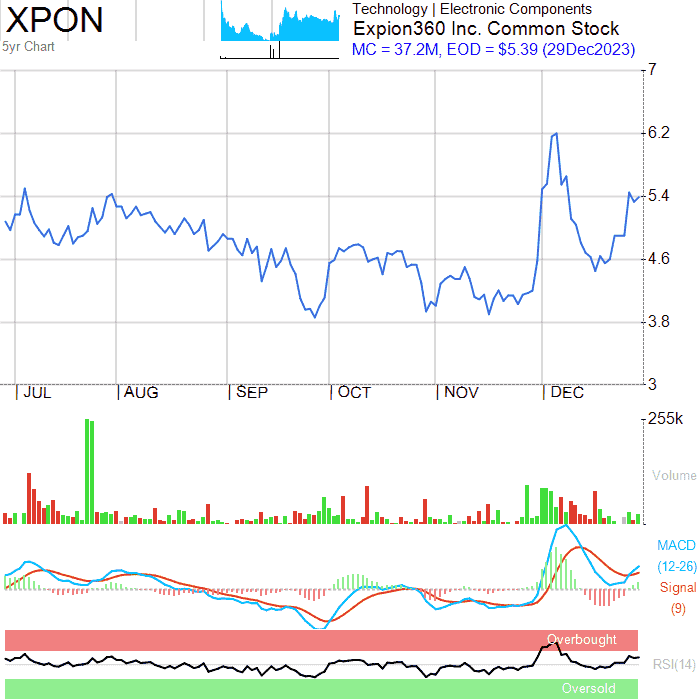 XPON
5yr Chart
Technology | Electronic Components
Expion360 Inc. Common Stock
MC = 37.2M, EOD = $5.39 (29Dec2023)
7
6.2
5.4
4.6
3.8
3
JUL AUG SEP OCT NOV DEC
255k
Volume
MACD
(12-26)
Signal
(9)
Overbought
RSI(14)
Oversold